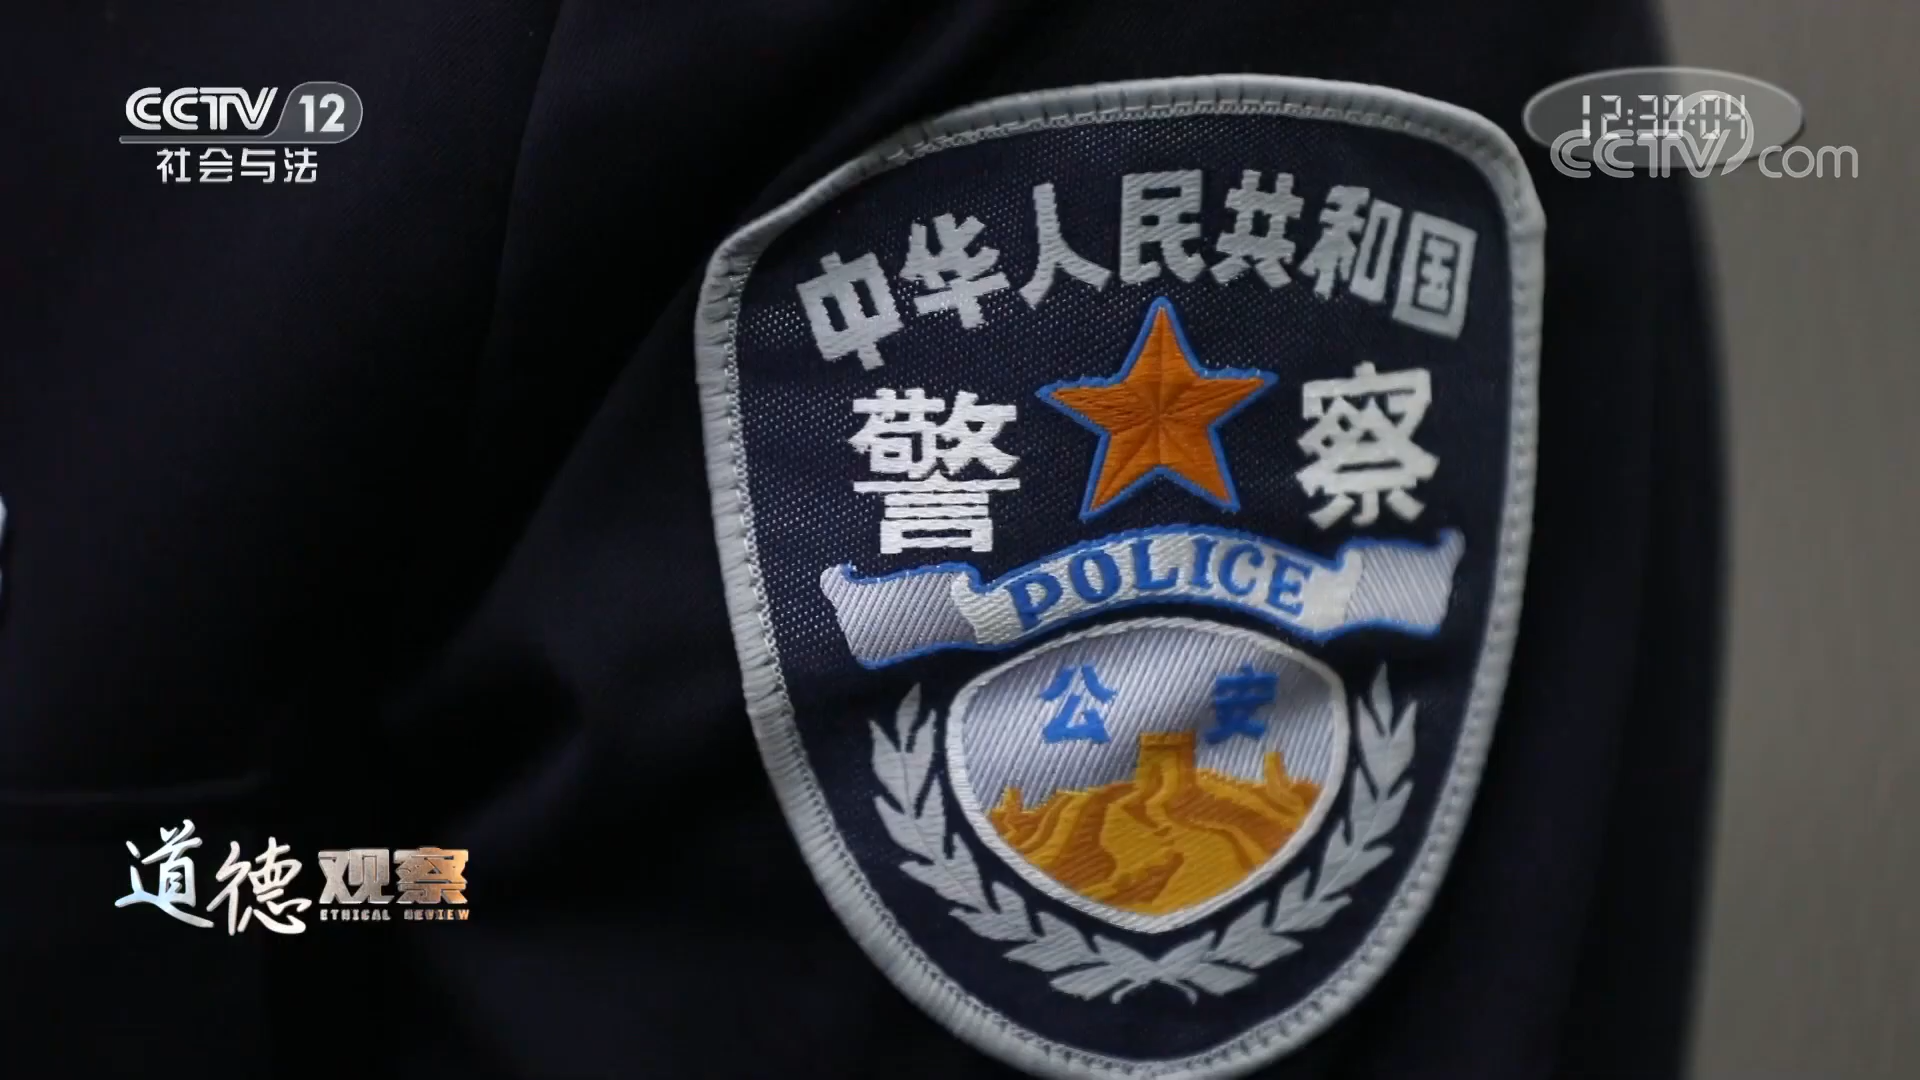 CCTV 12
社会与法
12:30:04
CCTV.com
中华人民共和国
警 察
POLICE
公 安
道德观察
ETHICAL REVIEW